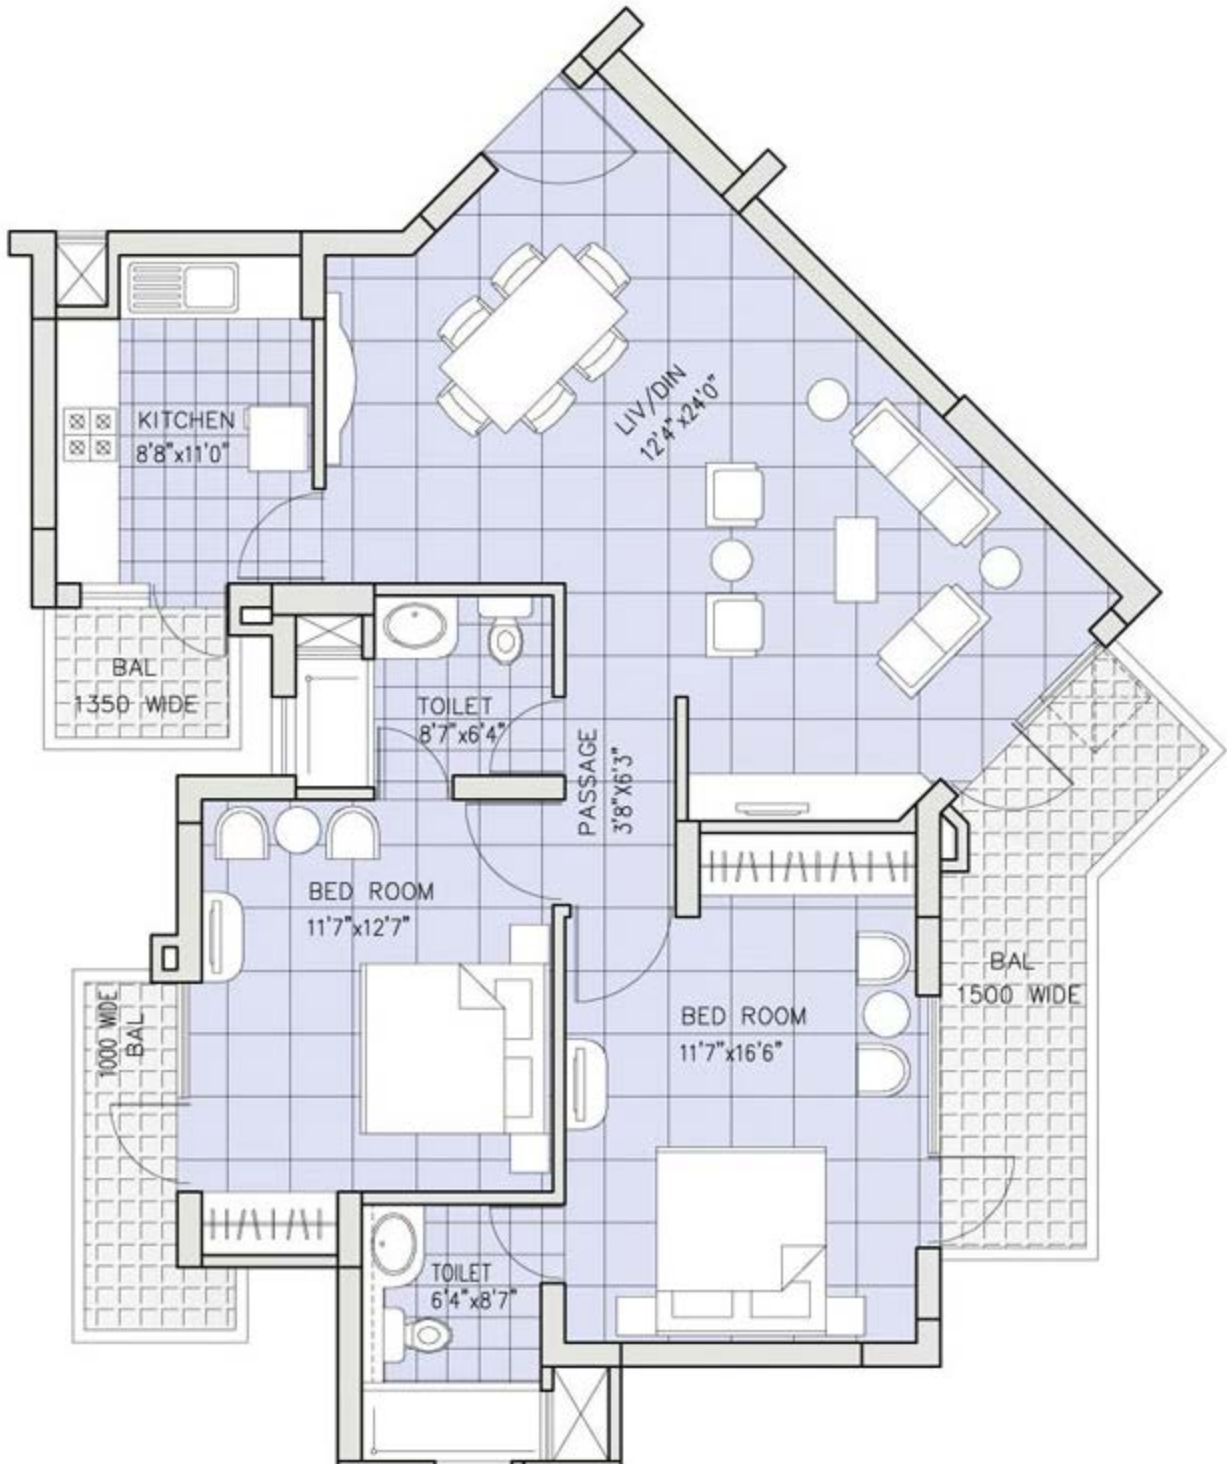 LIV/DIN
12'4"x24'0"
KITCHEN
8'8"x11'0"
BAL
1350 WIDE
TOILET
8'7"x6'4"
PASSAGE
3'8"X6'3"
BED ROOM
11'7"x12'7"
1000 WIDE
BAL
BED ROOM
11'7"x16'6"
BAL
1500 WIDE
TOILET
6'4"x8'7"